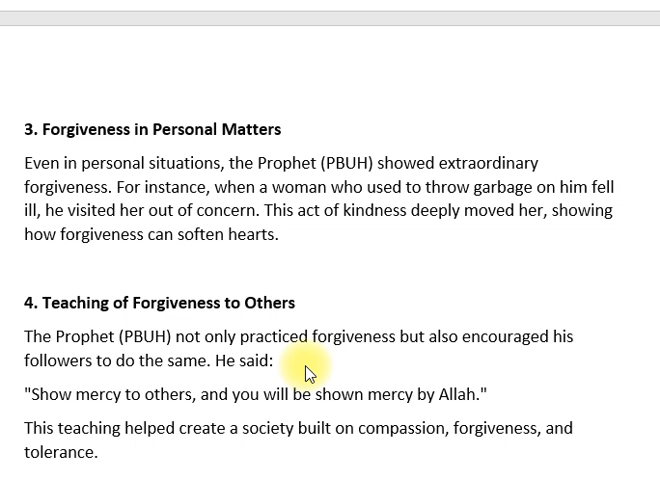 3. Forgiveness in Personal Matters
Even in personal situations, the Prophet (PBUH) showed extraordinary
forgiveness. For instance, when a woman who used to throw garbage on him fell
ill, he visited her out of concern. This act of kindness deeply moved her, showing
how forgiveness can soften hearts.
4. Teaching of Forgiveness to Others
The Prophet (PBUH) not only practiced forgiveness but also encouraged his
followers to do the same. He said:
"Show mercy to others, and you will be shown mercy by Allah."
This teaching helped create a society built on compassion, forgiveness, and
tolerance.